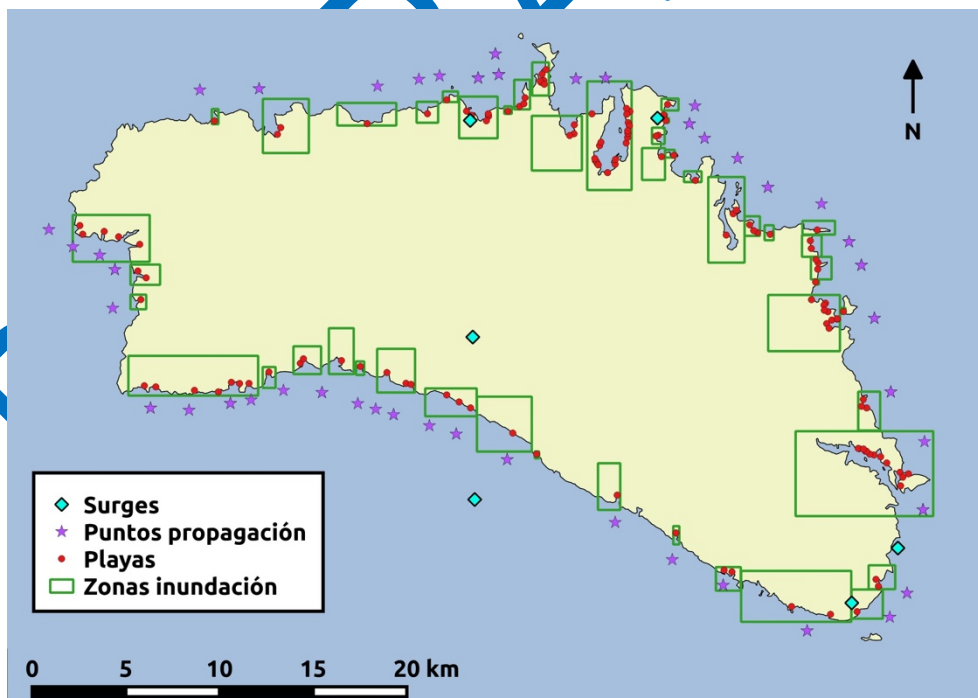 N
Surges
Puntos propagación
Playas
Zonas inundación
0 5 10 15 20 km